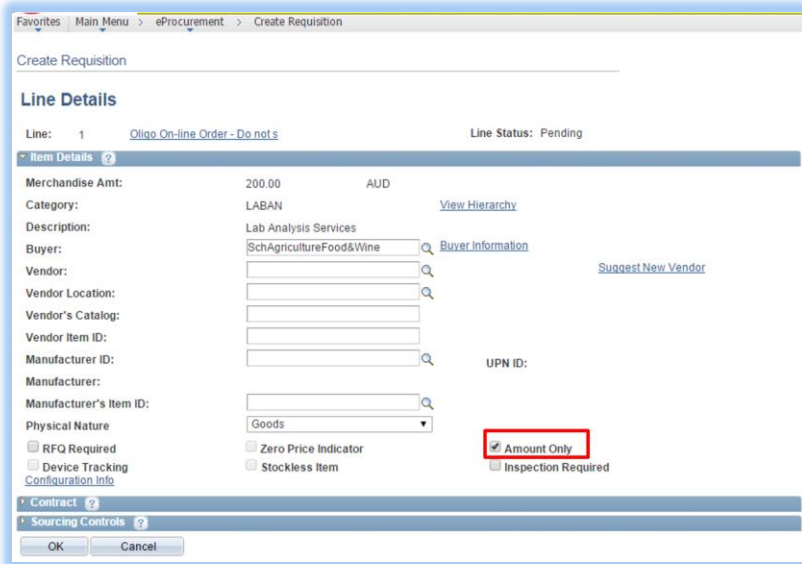 Favorites Main Menu > eProcurement > Create Requisition
Create Requisition
Line Details
Line: 1 Oligo On-line Order - Do not s Line Status: Pending
Item Details ?
Merchandise Amt: 200.00 AUD
Category: LABAN View Hierarchy
Description: Lab Analysis Services
Buyer: SchAgricultureFood&Wine Buyer Information
Vendor: Suggest New Vendor
Vendor Location:
Vendor's Catalog:
Vendor Item ID:
Manufacturer ID: UPN ID:
Manufacturer:
Manufacturer's Item ID:
Physical Nature Goods
RFQ Required Zero Price Indicator Amount Only
Device Tracking Stockless Item Inspection Required
Configuration Info
Contract ?
Sourcing Controls ?
OK Cancel